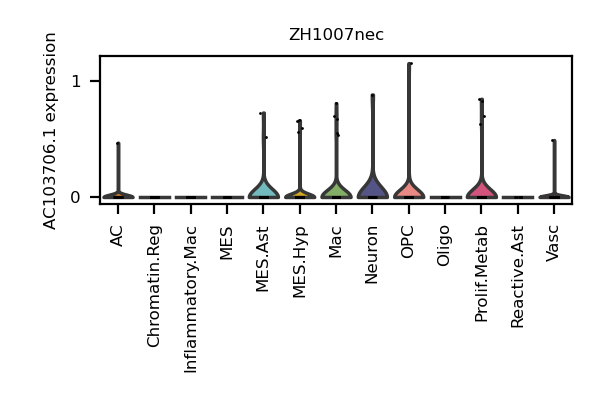 ZH1007nec
AC103706.1 expression
1
0
AC
Chromatin.Reg
Inflammatory.Mac
MES
MES.Ast
MES.Hyp
Mac
Neuron
OPC
Oligo
Prolif.Metab
Reactive.Ast
Vasc